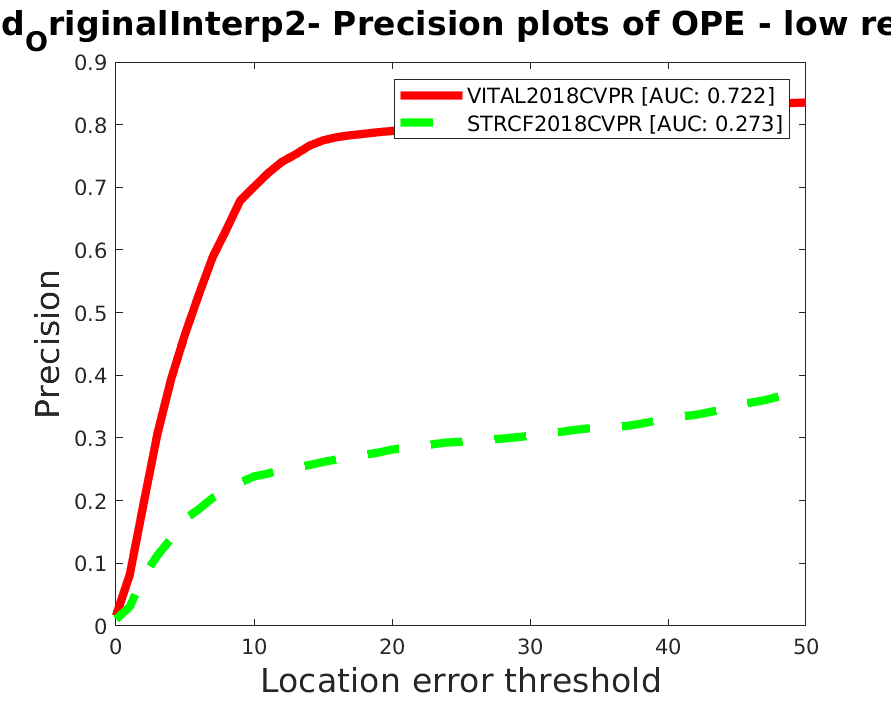 dOriginalInterp2- Precision plots of OPE - low re
0.9
0.8
0.7
0.6
0.5
0.4
0.3
0.2
0.1
0
VITAL2018CVPR [AUC: 0.722]
STRCF2018CVPR [AUC: 0.273]
Precision
0 10 20 30 40 50
Location error threshold